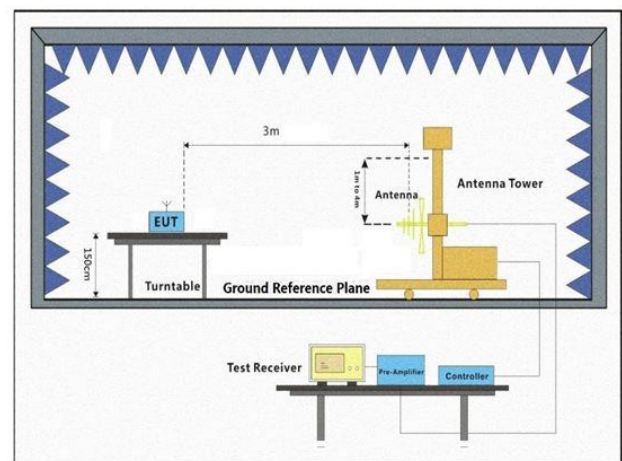 3m
1m to 4m
Antenna
Antenna Tower
EUT
150cm
Turntable
Ground Reference Plane
Test Receiver
Pre-Amplifier
Controller